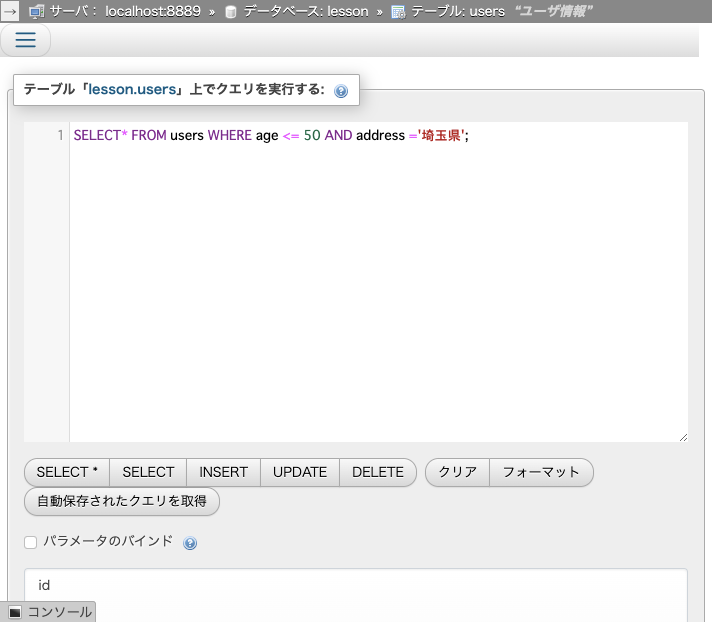 → サーバ： localhost:8889 » データベース: lesson » テーブル: users “ユーザ情報”
テーブル「lesson.users」上でクエリを実行する:
1 SELECT* FROM users WHERE age <= 50 AND address ='埼玉県';
SELECT * SELECT INSERT UPDATE DELETE クリア フォーマット
自動保存されたクエリを取得
パラメータのバインド
id
コンソール